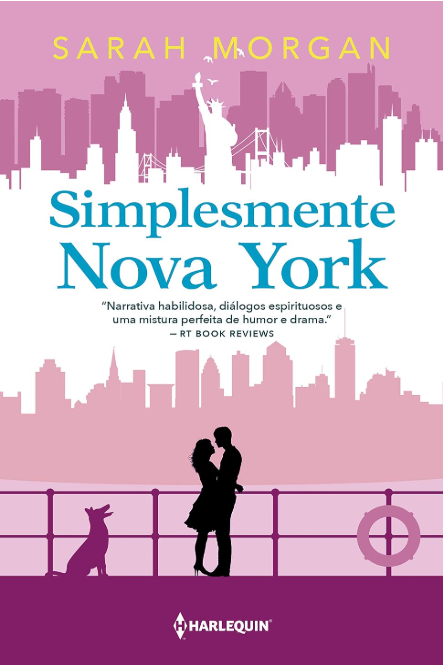 SARAH MORGAN
Simplesmente
Nova York
“Narrativa habilidosa, diálogos espirituosos e
uma mistura perfeita de humor e drama.”
— RT BOOK REVIEWS
HARLEQUIN®